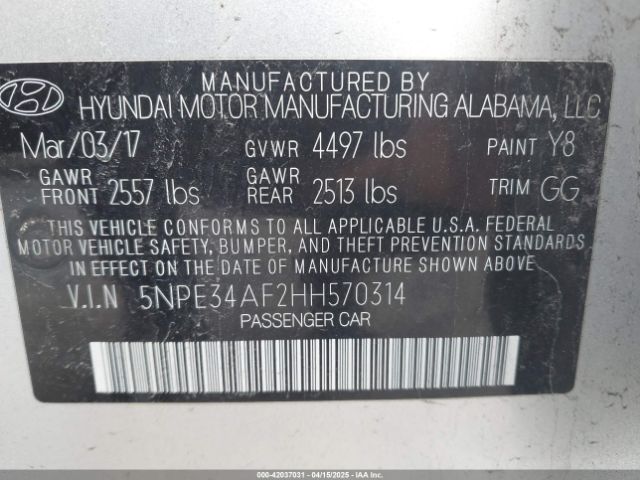 MANUFACTURED BY
HYUNDAI MOTOR MANUFACTURING ALABAMA, LLC
Mar/03/17 GVWR 4497 lbs PAINT Y8
GAWR FRONT 2557 lbs GAWR REAR 2513 lbs TRIM GG
THIS VEHICLE CONFORMS TO ALL APPLICABLE U.S.A. FEDERAL
MOTOR VEHICLE SAFETY, BUMPER, AND THEFT PREVENTION STANDARDS
IN EFFECT ON THE DATE OF MANUFACTURE SHOWN ABOVE
V.I.N 5NPE34AF2HH570314
PASSENGER CAR
000-42037031 - 04/15/2025 - IAAI.COM